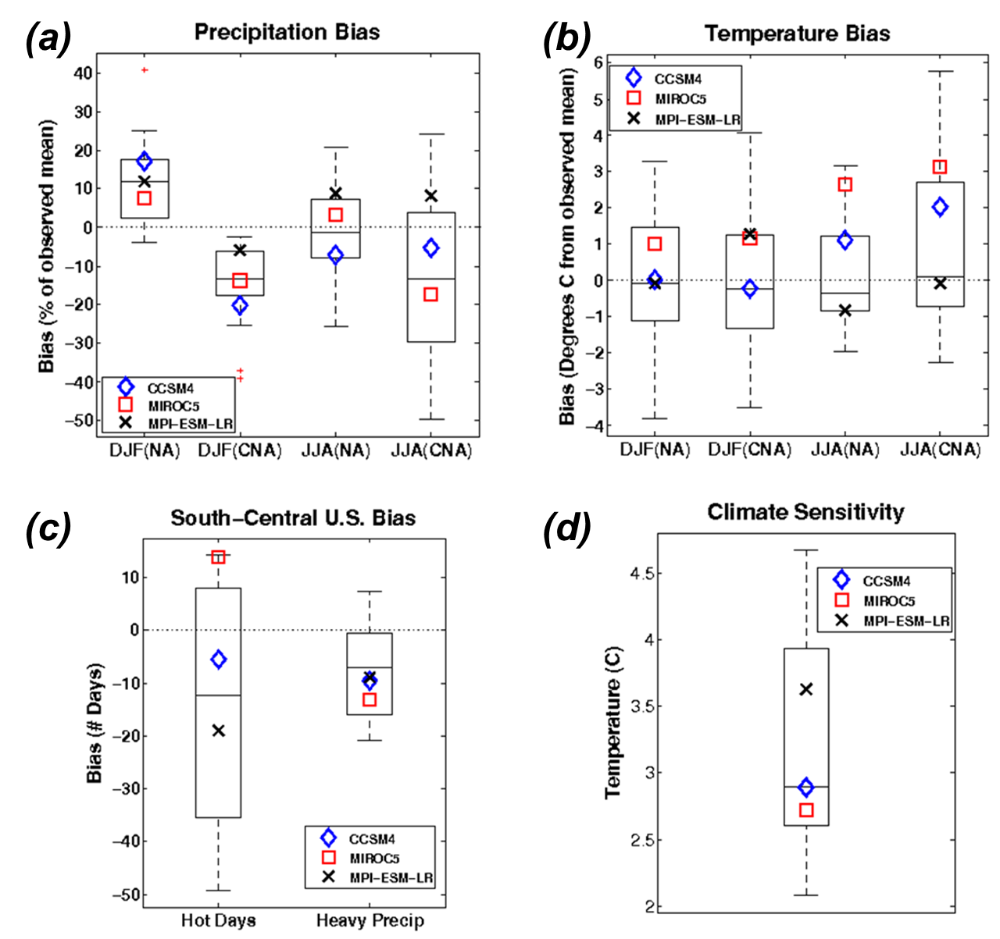 (a)
Precipitation Bias
Bias (% of observed mean)
40
30
20
10
0
−10
−20
−30
−40
−50
CCSM4
MIROC5
MPI−ESM−LR
DJF(NA)
DJF(CNA)
JJA(NA)
JJA(CNA)
(b)
Temperature Bias
Bias (Degrees C from observed mean)
6
5
4
3
2
1
0
−1
−2
−3
−4
CCSM4
MIROC5
MPI−ESM−LR
DJF(NA)
DJF(CNA)
JJA(NA)
JJA(CNA)
(c)
South−Central U.S. Bias
Bias (# Days)
10
0
−10
−20
−30
−40
−50
CCSM4
MIROC5
MPI−ESM−LR
Hot Days
Heavy Precip
(d)
Climate Sensitivity
Temperature (C)
4.5
4
3.5
3
2.5
2
CCSM4
MIROC5
MPI−ESM−LR